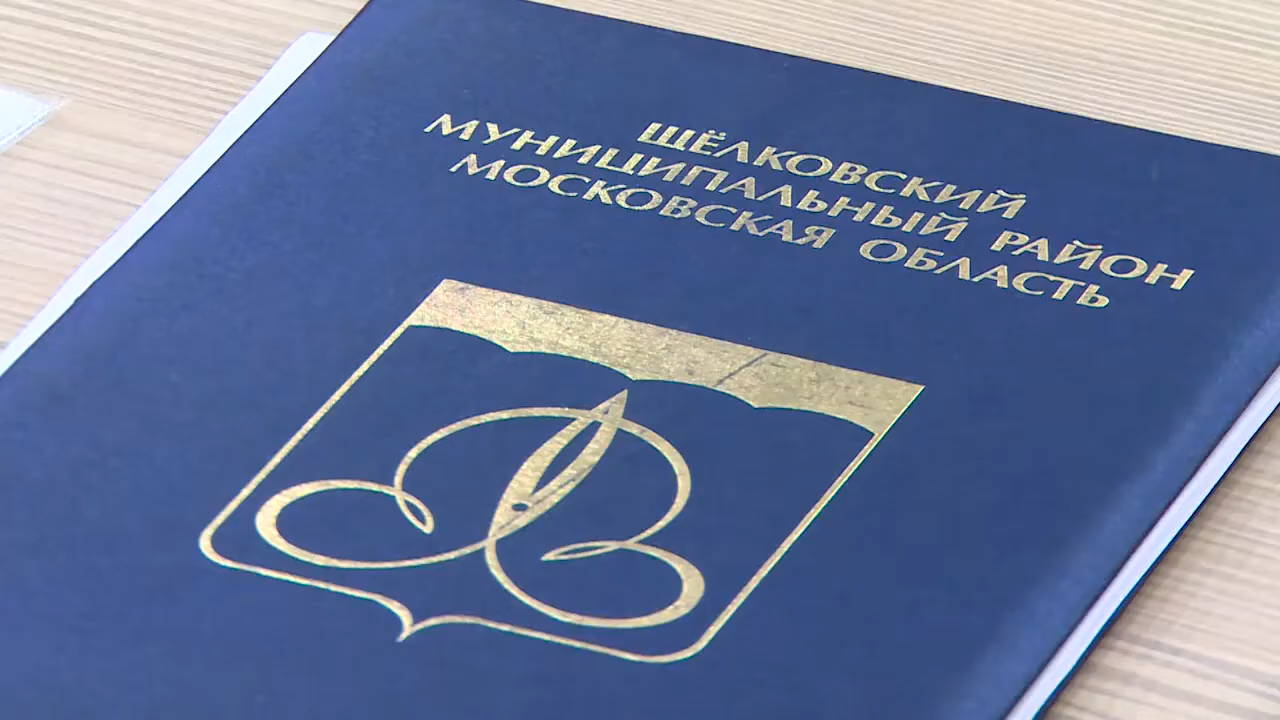 ЩЁЛКОВСКИЙ
МУНИЦИПАЛЬНЫЙ РАЙОН
МОСКОВСКАЯ ОБЛАСТЬ